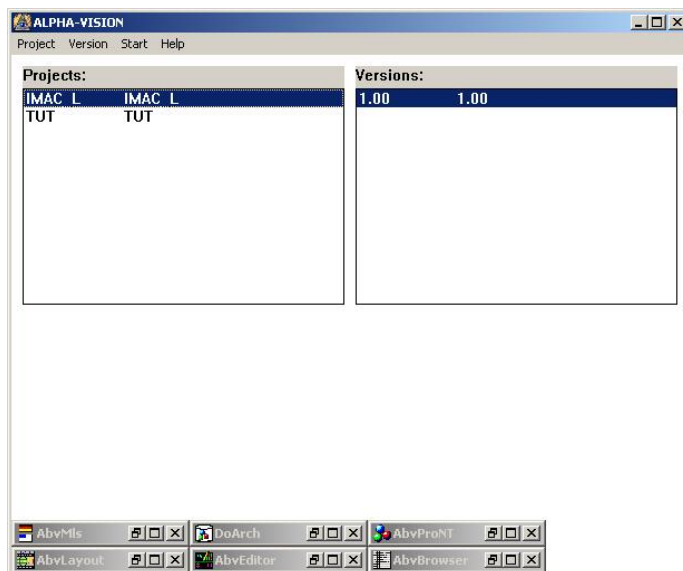 ALPHA-VISION
Project Version Start Help
Projects: Versions:
IMAC_L IMAC_L 1.00 1.00
TUT TUT
AbvMls DoArch AbvProNT
AbvLayout AbvEditor AbvBrowser